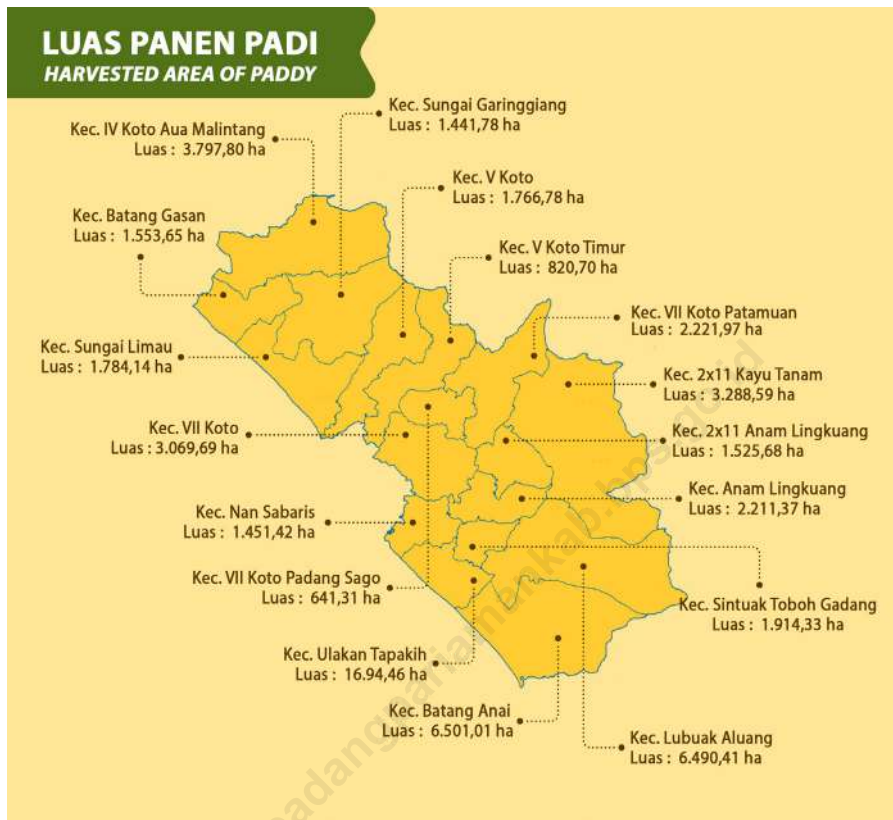 LUAS PANEN PADI
HARVESTED AREA OF PADDY
Kec. Sungai Garinggiang
Luas : 1.441,78 ha
Kec. IV Koto Aua Malintang
Luas : 3.797,80 ha
Kec. V Koto
Luas : 1.766,78 ha
Kec. Batang Gasan
Luas : 1.553,65 ha
Kec. V Koto Timur
Luas : 820,70 ha
Kec. VII Koto Patamuan
Luas : 2.221,97 ha
Kec. Sungai Limau
Luas : 1.784,14 ha
Kec. 2x11 Kayu Tanam
Luas : 3.288,59 ha
Kec. VII Koto
Luas : 3.069,69 ha
Kec. 2x11 Anam Lingkuang
Luas : 1.525,68 ha
Kec. Anam Lingkuang
Luas : 2.211,37 ha
Kec. Nan Sabaris
Luas : 1.451,42 ha
Kec. VII Koto Padang Sago
Luas : 641,31 ha
Kec. Sintuak Toboh Gadang
Luas : 1.914,33 ha
Kec. Ulakan Tapakih
Luas : 16.94,46 ha
Kec. Batang Anai
Luas : 6.501,01 ha
Kec. Lubuak Aluang
Luas : 6.490,41 ha
padangpariamankab.bps.go.id